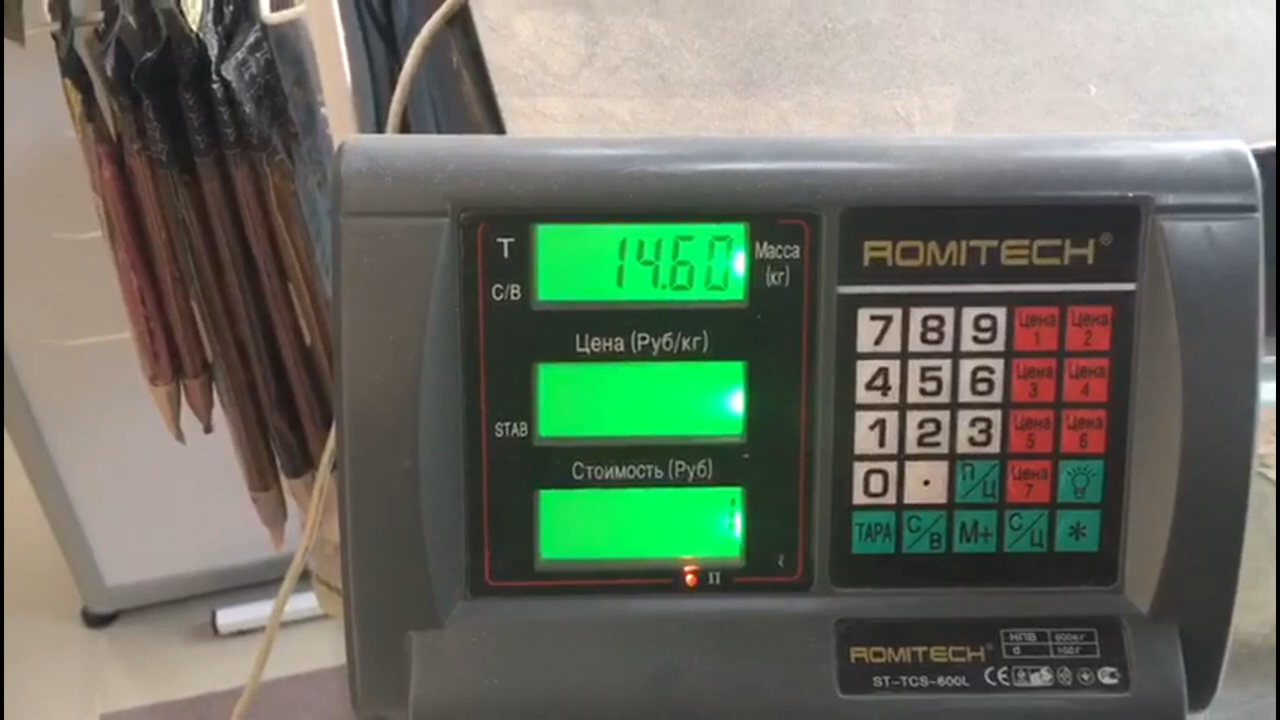 T
14.60
Масса
(кг)
С/В
Цена (Руб/кг)
STAB
Стоимость (Руб)
II
ROMITECH®
7 8 9 Цена 1 Цена 2
4 5 6 Цена 3 Цена 4
1 2 3 Цена 5 Цена 6
0 . П/Ц Цена 7
ТАРА С/В М+ С/Ц *
ROMITECH®
НПВ 600кг
d 100г
ST-TCS-600L CE